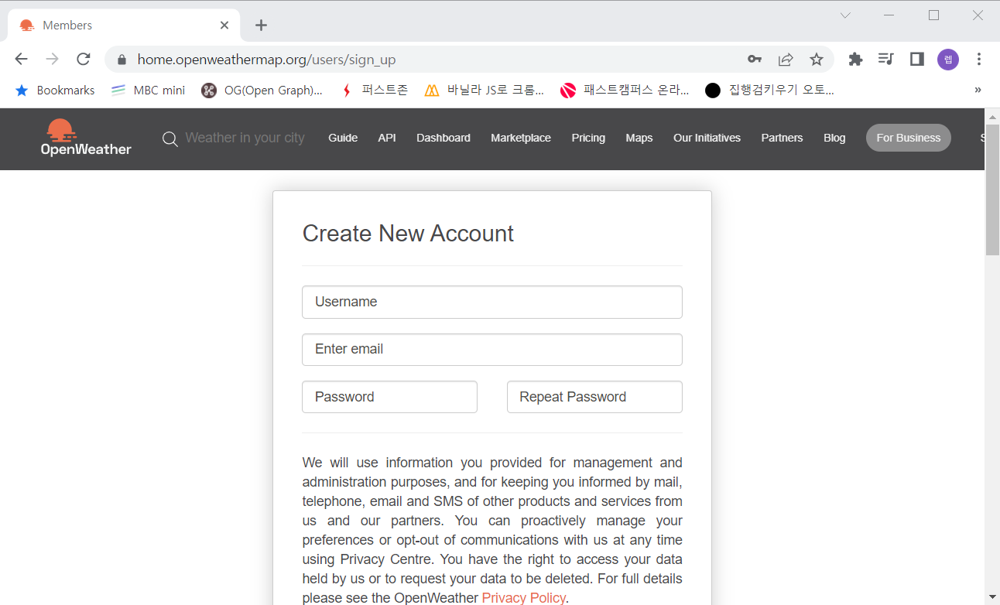 Members
home.openweathermap.org/users/sign_up
렙
Bookmarks MBC mini OG(Open Graph)... 퍼스트존 바닐라 JS로 크롬... 패스트캠퍼스 온라... 집행검키우기 오토... »
OpenWeather Weather in your city Guide API Dashboard Marketplace Pricing Maps Our Initiatives Partners Blog For Business S
Create New Account
Username
Enter email
Password Repeat Password
We will use information you provided for management and
administration purposes, and for keeping you informed by mail,
telephone, email and SMS of other products and services from
us and our partners. You can proactively manage your
preferences or opt-out of communications with us at any time
using Privacy Centre. You have the right to access your data
held by us or to request your data to be deleted. For full details
please see the OpenWeather Privacy Policy.